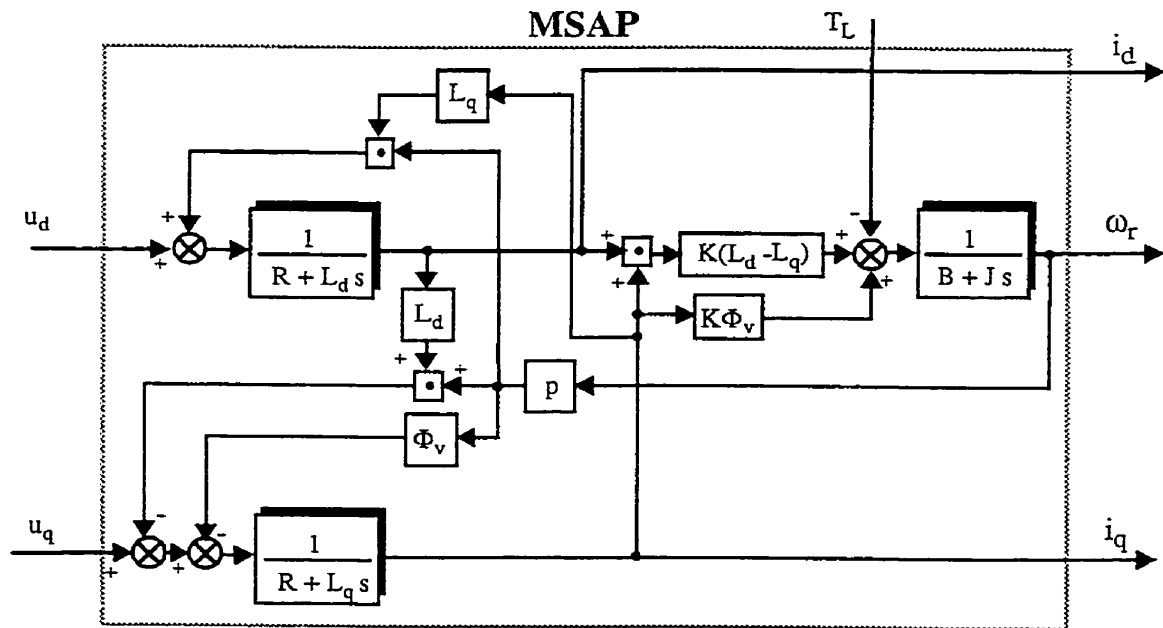 MSAP
T_L
i_d
L_q
u_d
+
+
1
R + L_d s
+
+
K(L_d - L_q)
+
-
+
1
B + J s
ω_r
L_d
KΦ_v
+
+
p
Φ_v
u_q
-
+
-
+
1
R + L_q s
i_q